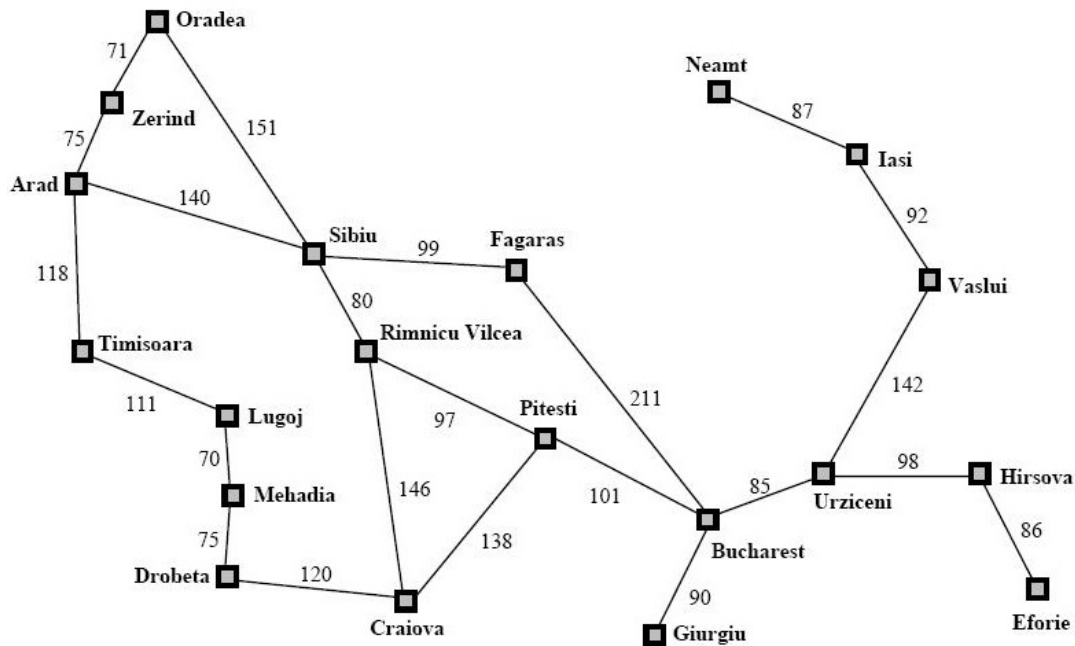 Oradea
71
Neamt
87
Zerind
75
151
Iasi
Arad
140
92
Sibiu
99
Fagaras
118
80
Vaslui
Timisoara
Rimnicu Vilcea
142
111
97
Pitesti
211
Lugoj
70
98
Hirsova
Mehadia
146
101
85
Urziceni
86
75
138
Bucharest
Drobeta
120
90
Craiova
Giurgiu
Eforie